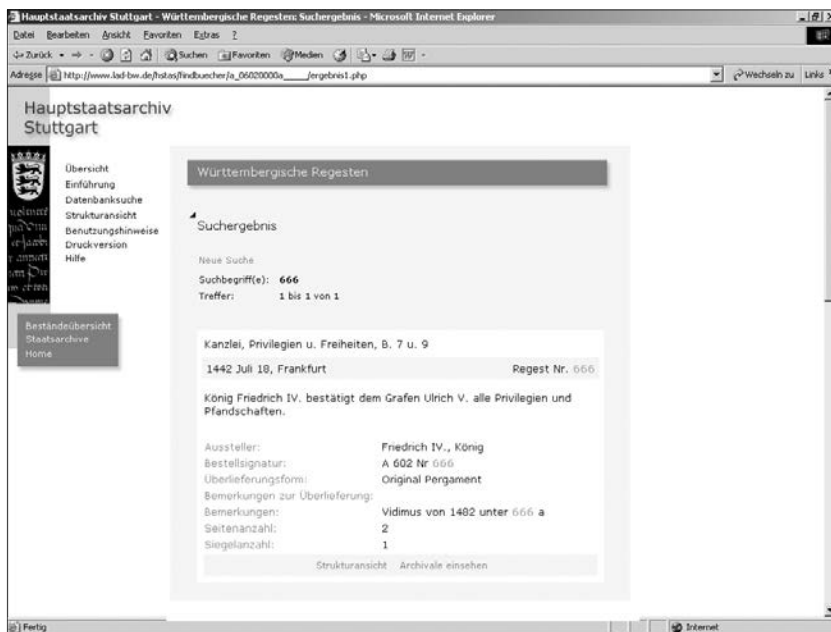 Hauptstaatsarchiv Stuttgart - Württembergische Regesten: Suchergebnis - Microsoft Internet Explorer
Datei Bearbeiten Ansicht Favoriten Extras ?
Zurück Suchen Favoriten Medien
Adresse http://www.lad-bw.de/hstas/findbuecher/a_06020000a_____/ergebnis1.php Wechseln zu Links
Hauptstaatsarchiv
Stuttgart
Übersicht
Einführung
Datenbanksuche
Strukturansicht
Benutzungshinweise
Druckversion
Hilfe
Beständeübersicht
Staatsarchive
Home
Württembergische Regesten
Suchergebnis
Neue Suche
Suchbegriff(e): 666
Treffer: 1 bis 1 von 1
Kanzlei, Privilegien u. Freiheiten, B. 7 u. 9
1442 Juli 18, Frankfurt Regest Nr. 666
König Friedrich IV. bestätigt dem Grafen Ulrich V. alle Privilegien und
Pfandschaften.
Aussteller: Friedrich IV., König
Bestellsignatur: A 602 Nr 666
Überlieferungsform: Original Pergament
Bemerkungen zur Überlieferung:
Bemerkungen: Vidimus von 1482 unter 666 a
Seitenanzahl: 2
Siegelanzahl: 1
Strukturansicht Archivale einsehen
Fertig Internet